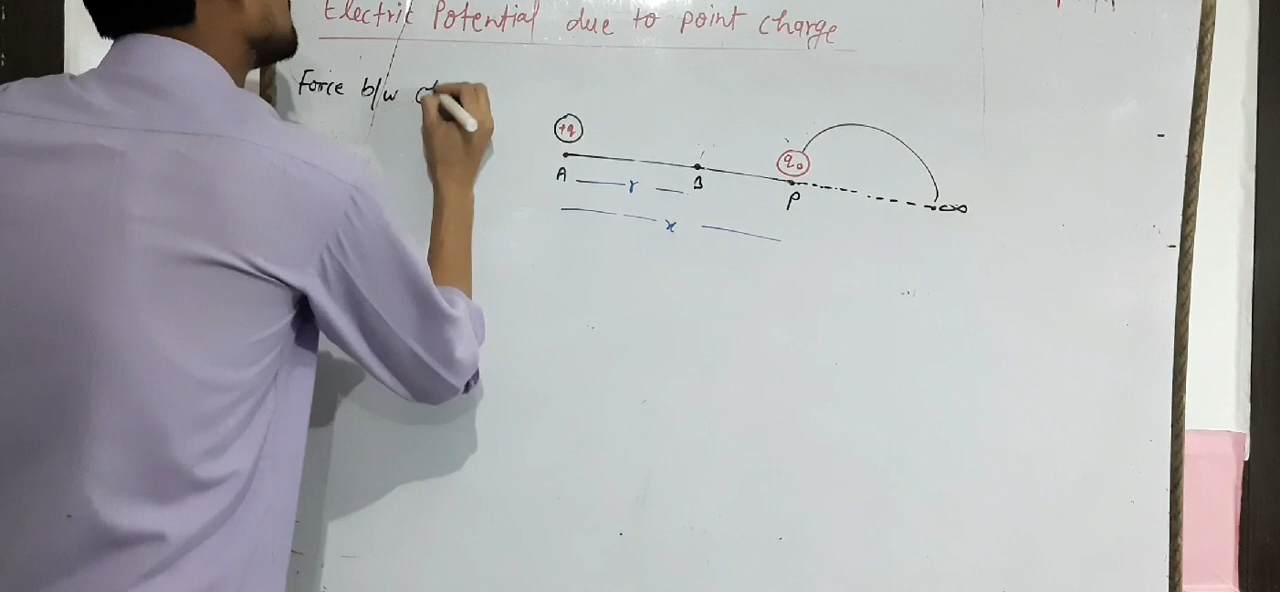 Electric Potential due to point charge
Force b/w
+q
q₀
A r B
P
∞
x